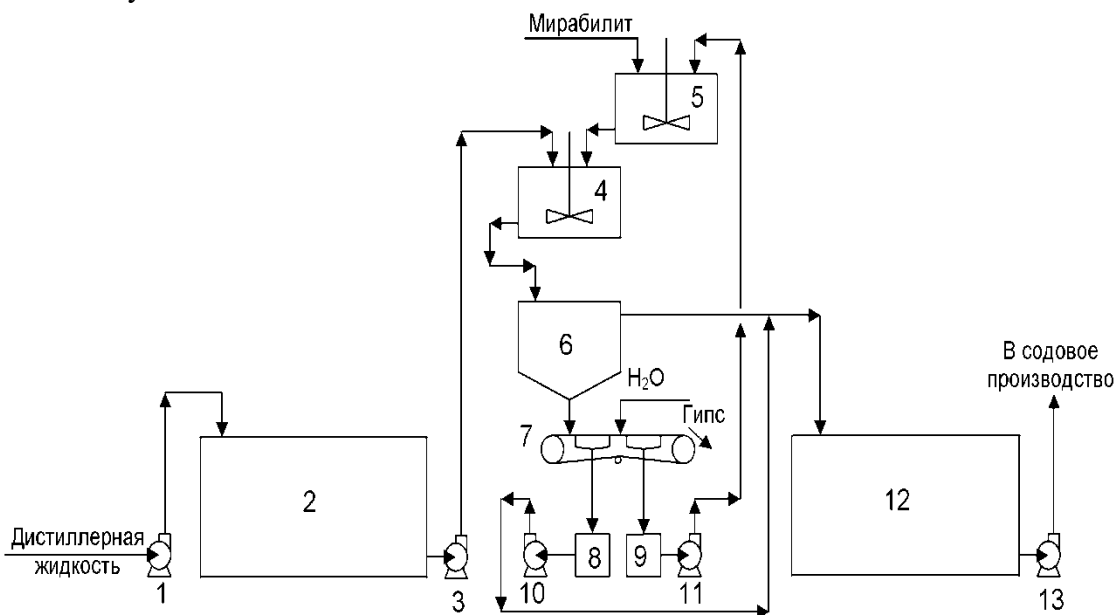 Мирабилит
5
4
6
H₂O
Гипс
7
В содовое
производство
2
12
Дистиллерная
жидкость
8
9
1
3
10
11
13